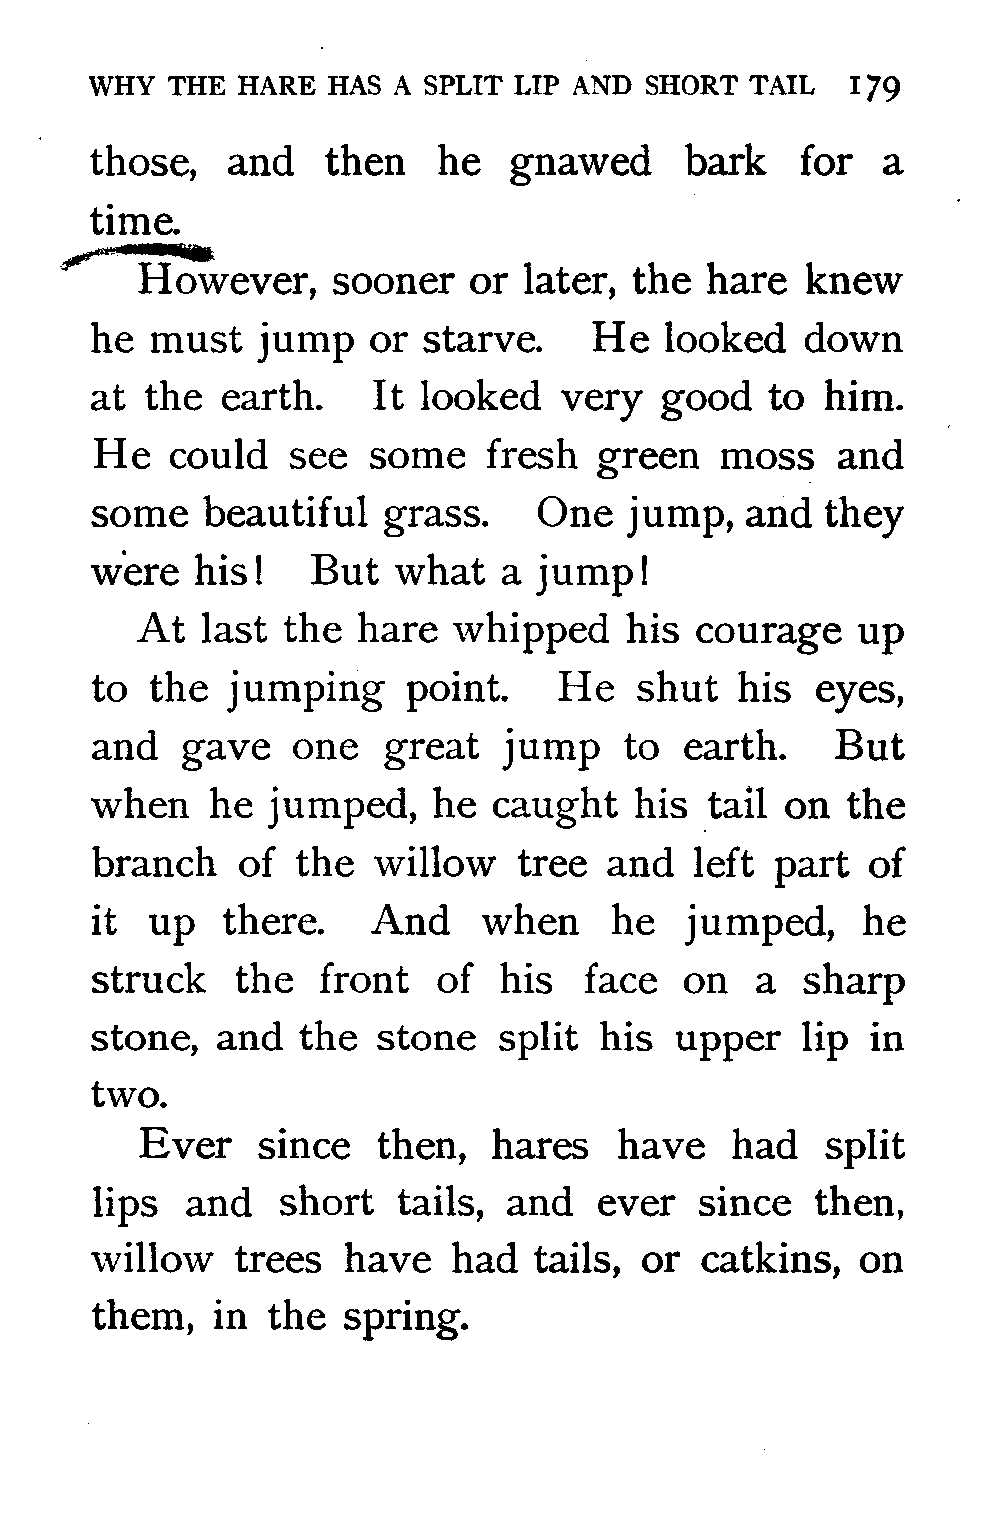 WHY THE HARE HAS A SPLIT LIP AND SHORT TAIL 179
those, and then he gnawed bark for a
time.
However, sooner or later, the hare knew
he must jump or starve. He looked down
at the earth. It looked very good to him.
He could see some fresh green moss and
some beautiful grass. One jump, and they
were his! But what a jump!
At last the hare whipped his courage up
to the jumping point. He shut his eyes,
and gave one great jump to earth. But
when he jumped, he caught his tail on the
branch of the willow tree and left part of
it up there. And when he jumped, he
struck the front of his face on a sharp
stone, and the stone split his upper lip in
two.
Ever since then, hares have had split
lips and short tails, and ever since then,
willow trees have had tails, or catkins, on
them, in the spring.